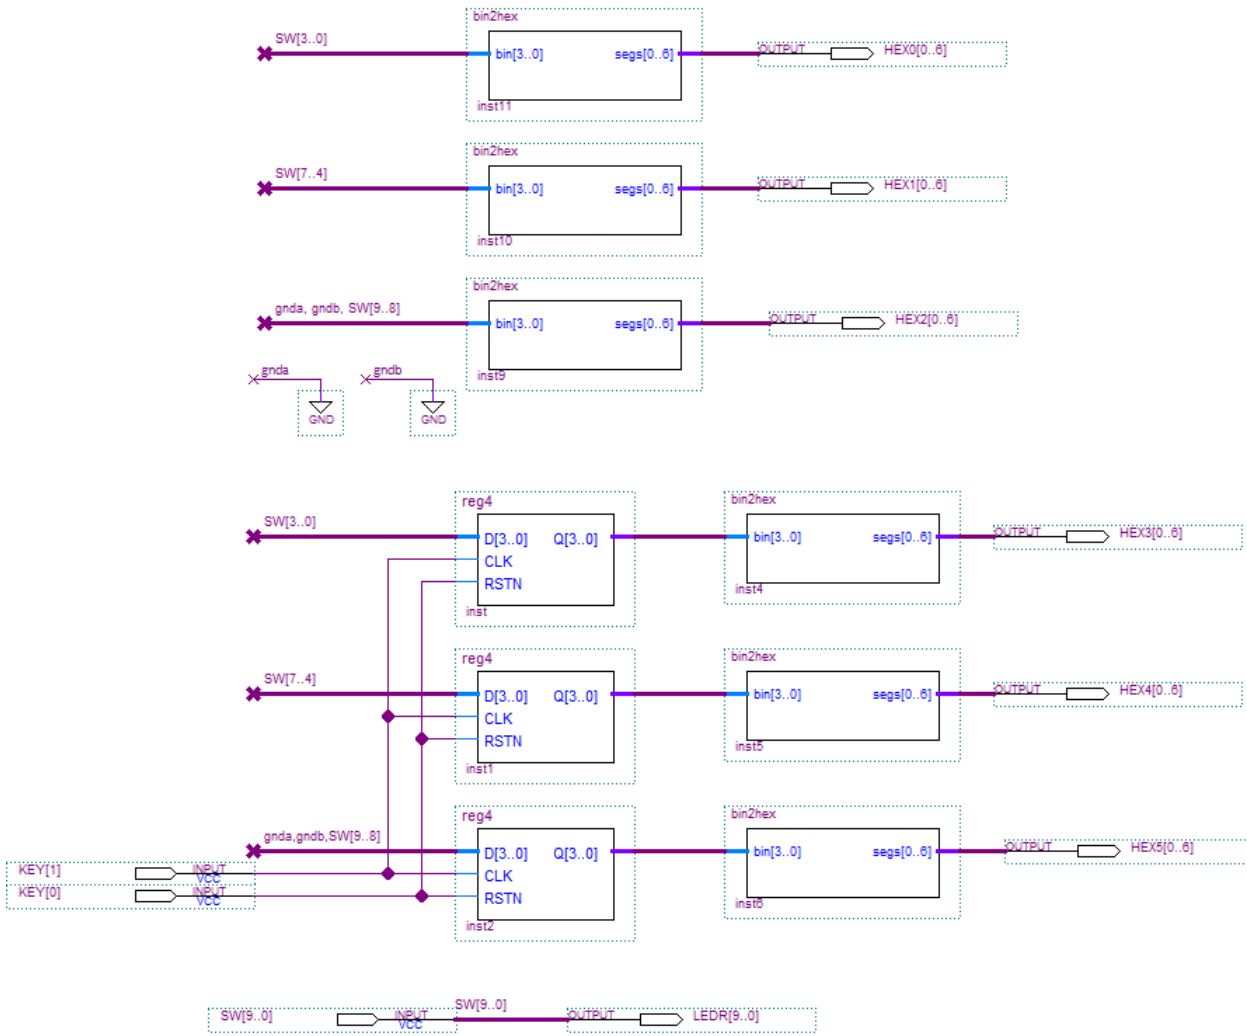 bin2hex
SW[3..0]
bin[3..0] segs[0..6]
OUTPUT HEX0[0..6]
inst11
bin2hex
SW[7..4]
bin[3..0] segs[0..6]
OUTPUT HEX1[0..6]
inst10
bin2hex
gnda, gndb, SW[9..8]
bin[3..0] segs[0..6]
OUTPUT HEX2[0..6]
inst9
gnda gndb
GND GND
reg4 bin2hex
SW[3..0]
D[3..0] Q[3..0] bin[3..0] segs[0..6]
OUTPUT HEX3[0..6]
CLK
RSTN
inst inst4
reg4 bin2hex
SW[7..4]
D[3..0] Q[3..0] bin[3..0] segs[0..6]
OUTPUT HEX4[0..6]
CLK
RSTN
inst1 inst5
reg4 bin2hex
gnda,gndb,SW[9..8]
D[3..0] Q[3..0] bin[3..0] segs[0..6]
OUTPUT HEX5[0..6]
KEY[1] INPUT
VCC
CLK
KEY[0] INPUT
VCC
RSTN
inst2 inst6
SW[9..0] INPUT
VCC
SW[9..0]
OUTPUT LEDR[9..0]